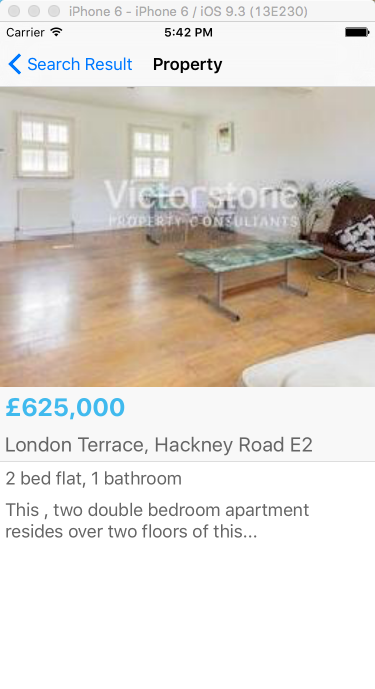 iPhone 6 - iPhone 6 / iOS 9.3 (13E230)
Carrier 5:42 PM
Search Result Property
Victorstone
PROPERTY CONSULTANTS
£625,000
London Terrace, Hackney Road E2
2 bed flat, 1 bathroom
This , two double bedroom apartment
resides over two floors of this...